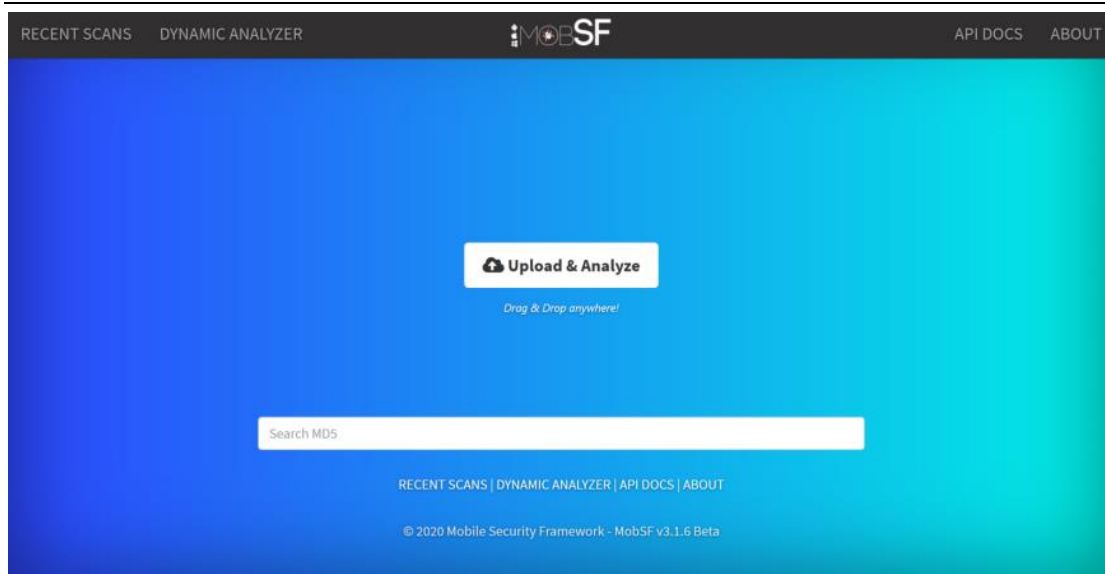 RECENT SCANS DYNAMIC ANALYZER MOBSF API DOCS ABOUT
Upload & Analyze
Drag & Drop anywhere!
Search MD5
RECENT SCANS | DYNAMIC ANALYZER | API DOCS | ABOUT
© 2020 Mobile Security Framework - MobSF v3.1.6 Beta